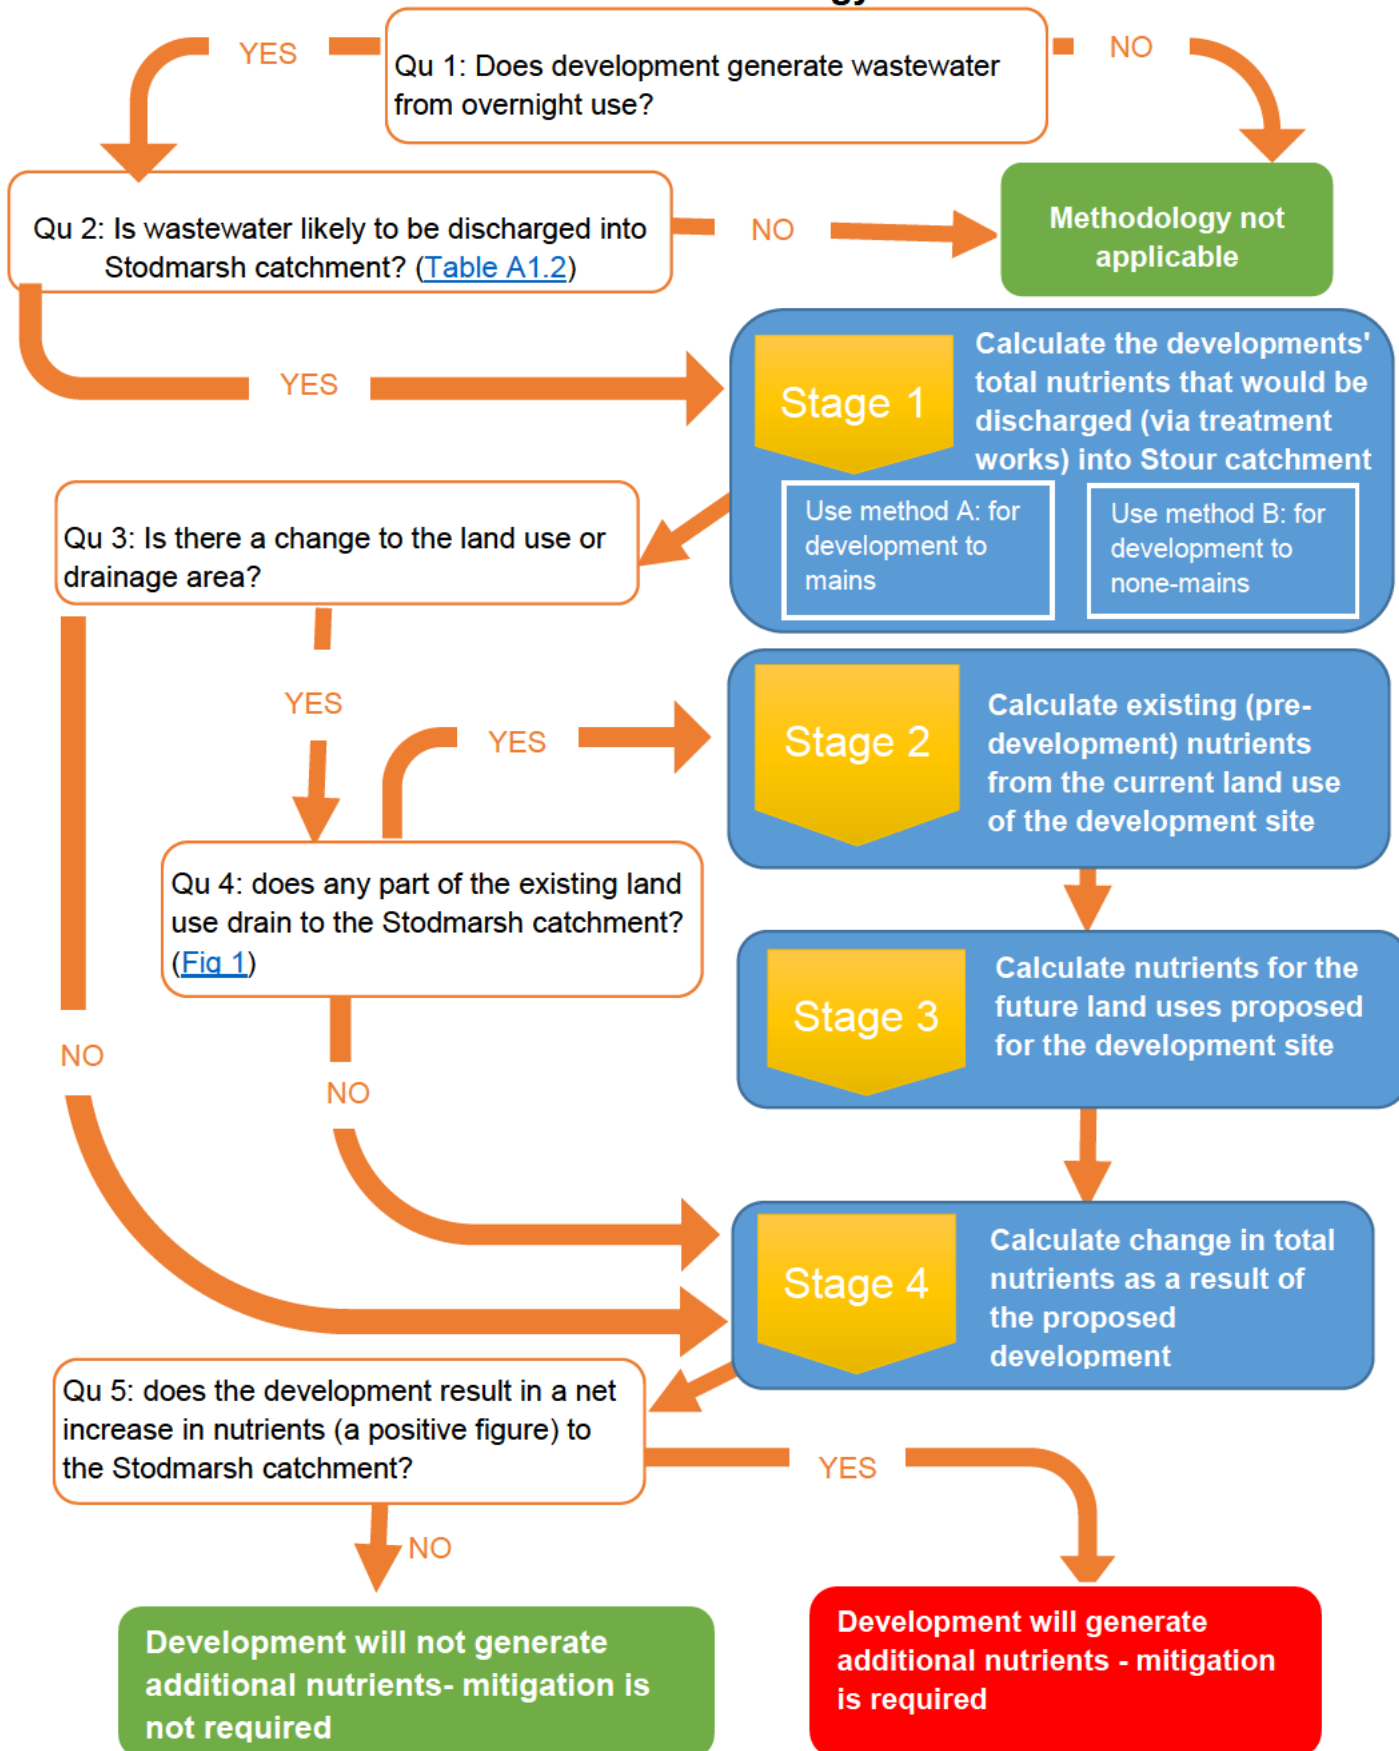 YES
Qu 1: Does development generate wastewater
from overnight use?
NO
Qu 2: Is wastewater likely to be discharged into
Stodmarsh catchment? (Table A1.2)
NO
Methodology not
applicable
YES
Stage 1
Calculate the developments'
total nutrients that would be
discharged (via treatment
works) into Stour catchment
Use method A: for
development to
mains
Use method B: for
development to
none-mains
Qu 3: Is there a change to the land use or
drainage area?
YES
YES
Stage 2
Calculate existing (pre-
development) nutrients
from the current land use
of the development site
Qu 4: does any part of the existing land
use drain to the Stodmarsh catchment?
(Fig 1)
Stage 3
Calculate nutrients for the
future land uses proposed
for the development site
NO
NO
Stage 4
Calculate change in total
nutrients as a result of
the proposed
development
Qu 5: does the development result in a net
increase in nutrients (a positive figure) to
the Stodmarsh catchment?
YES
NO
Development will not generate
additional nutrients- mitigation is
not required
Development will generate
additional nutrients - mitigation
is required